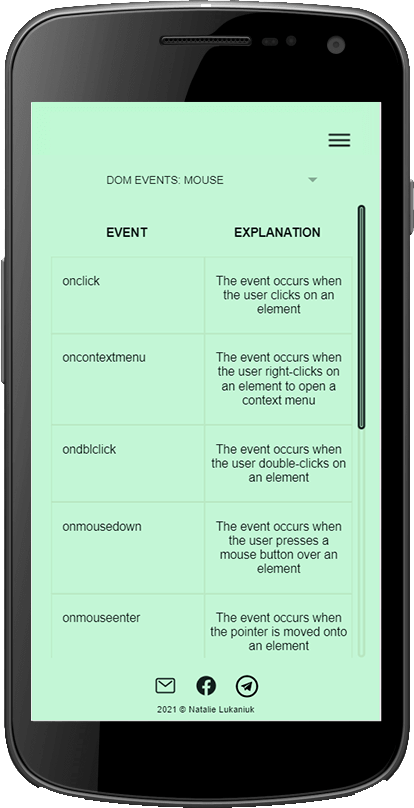 DOM EVENTS: MOUSE
EVENT
EXPLANATION
onclick
The event occurs when
the user clicks on an
element
oncontextmenu
The event occurs when
the user right-clicks on
an element to open a
context menu
ondblclick
The event occurs when
the user double-clicks on
an element
onmousedown
The event occurs when
the user presses a
mouse button over an
element
onmouseenter
The event occurs when
the pointer is moved onto
an element
2021 © Natalie Lukaniuk